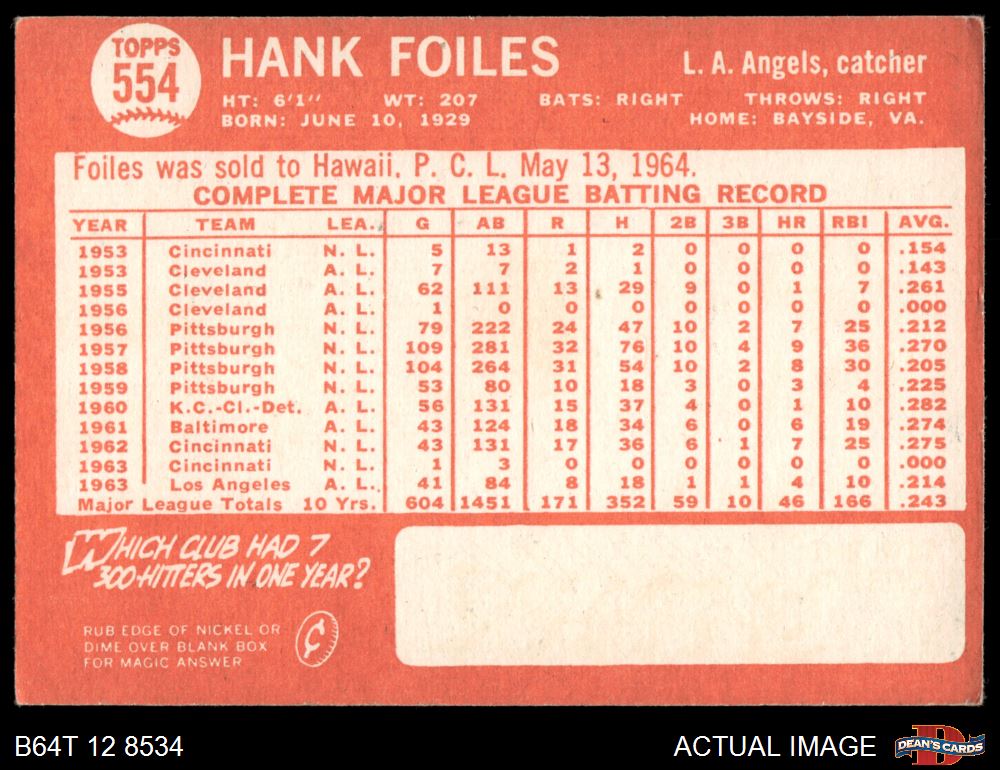 TOPPS
554
HANK FOILES
L. A. Angels, catcher
HT: 6'1" WT: 207 BATS: RIGHT THROWS: RIGHT
BORN: JUNE 10, 1929 HOME: BAYSIDE, VA.
Foiles was sold to Hawaii, P. C. L. May 13, 1964.
COMPLETE MAJOR LEAGUE BATTING RECORD
YEAR TEAM LEA. G AB R H 2B 3B HR RBI AVG.
1953 Cincinnati N. L. 5 13 1 2 0 0 0 0 .154
1953 Cleveland A. L. 7 7 2 1 0 0 0 0 .143
1955 Cleveland A. L. 62 111 13 29 9 0 1 7 .261
1956 Cleveland A. L. 1 0 0 0 0 0 0 0 .000
1956 Pittsburgh N. L. 79 222 24 47 10 2 7 25 .212
1957 Pittsburgh N. L. 109 281 32 76 10 4 9 36 .270
1958 Pittsburgh N. L. 104 264 31 54 10 2 8 30 .205
1959 Pittsburgh N. L. 53 80 10 18 3 0 3 4 .225
1960 K.C.-Cl.-Det. A. L. 56 131 15 37 4 0 1 10 .282
1961 Baltimore A. L. 43 124 18 34 6 0 6 19 .274
1962 Cincinnati N. L. 43 131 17 36 6 1 7 25 .275
1963 Cincinnati N. L. 1 3 0 0 0 0 0 0 .000
1963 Los Angeles A. L. 41 84 8 18 1 1 4 10 .214
Major League Totals 10 Yrs. 604 1451 171 352 59 10 46 166 .243
WHICH CLUB HAD 7
300-HITTERS IN ONE YEAR?
RUB EDGE OF NICKEL OR
DIME OVER BLANK BOX
FOR MAGIC ANSWER
¢
B64T 12 8534
ACTUAL IMAGE
D
DEAN'S CARDS